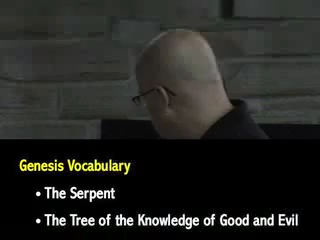 Genesis Vocabulary
• The Serpent
• The Tree of the Knowledge of Good and Evil